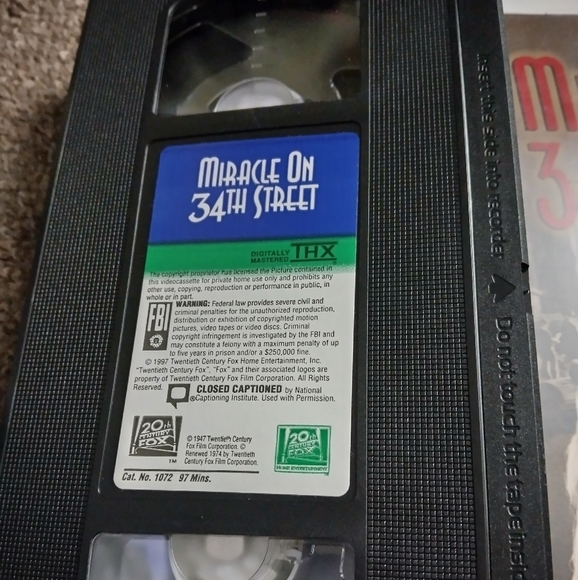 MIRACLE ON
34TH STREET
DIGITALLY
MASTERED THX
The copyright proprietor has licensed the Picture contained in
this videocassette for private home use only and prohibits any
other use, copying, reproduction or performance in public, in
whole or in part.
FBI
WARNING: Federal law provides severe civil and
criminal penalties for the unauthorized reproduction,
distribution or exhibition of copyrighted motion
pictures, video tapes or video discs. Criminal
copyright infringement is investigated by the FBI and
may constitute a felony with a maximum penalty of up
to five years in prison and/or a $250,000 fine.
© 1997 Twentieth Century Fox Home Entertainment, Inc.
"Twentieth Century Fox", "Fox" and their associated logos are
property of Twentieth Century Fox Film Corporation. All Rights
Reserved.
CLOSED CAPTIONED by National
®Captioning Institute. Used with Permission.
20th
CENTURY
FOX
TM
© 1947 Twentieth Century
Fox Film Corporation. ©
Renewed 1974 by Twentieth
Century Fox Film Corporation.
20th
CENTURY
FOX
HOME ENTERTAINMENT
Cat. No. 1072 97 Mins.
Insert this side into recorder
Do not touch the tape inside
M
3